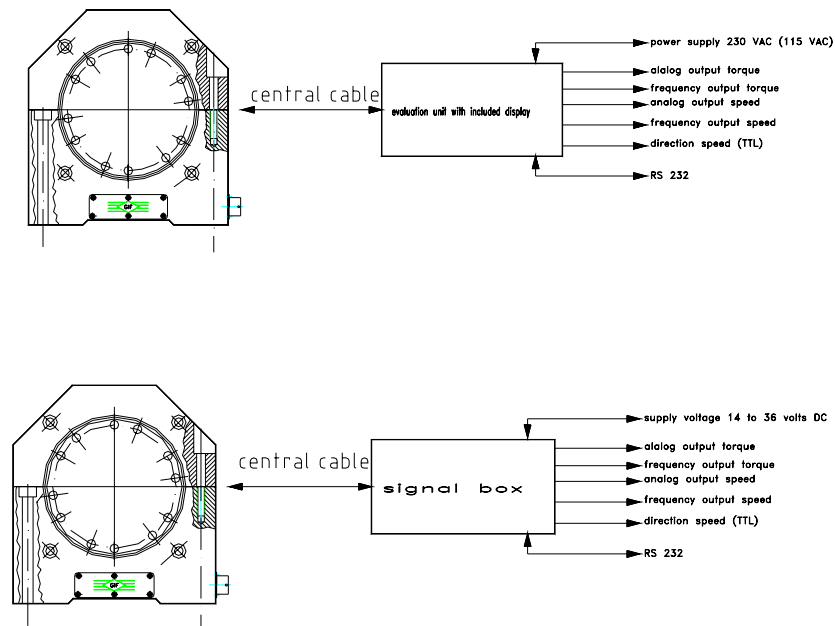 power supply 230 VAC (115 VAC)
alalog output torque
central cable
frequency output torque
analog output speed
evaluation unit with included display
frequency output speed
direction speed (TTL)
RS 232
GIF
supply voltage 14 to 36 volts DC
alalog output torque
central cable
frequency output torque
analog output speed
signal box
frequency output speed
direction speed (TTL)
RS 232
GIF